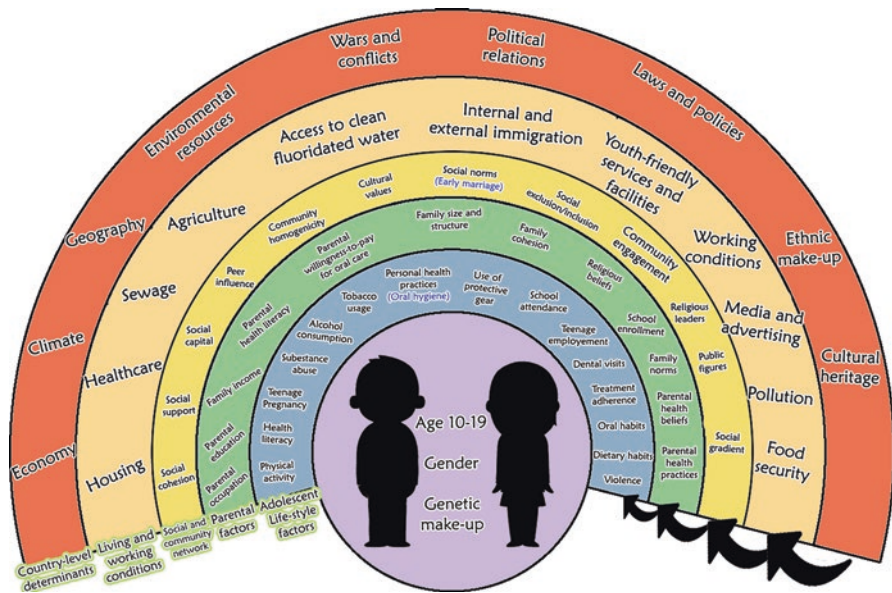 Economy
Climate
Geography
Environmental
resources
Wars and
conflicts
Political
relations
Laws and policies
Ethnic
make-up
Cultural
heritage
Housing
Healthcare
Sewage
Agriculture
Access to clean
fluoridated water
Internal and
external immigration
Youth-friendly
services and
facilities
Working
conditions
Media and
advertising
Pollution
Food
security
Social
cohesion
Social
support
Social
capital
Peer
influence
Community
homogenicity
Cultural
values
Social norms
(Early marriage)
Social
exclusion/inclusion
Community
engagement
Religious
leaders
Public
figures
Social
gradient
Parental
occupation
Parental
education
Family income
Parental
health literacy
Parental
willingness-to-pay
for oral care
Family size and
structure
Family
cohesion
Religious
beliefs
School
enrollment
Family
norms
Parental
health
beliefs
Parental
health
practices
Physical
activity
Health
literacy
Teenage
Pregnancy
Subestance
abuse
Alcohol
consumption
Tobacco
usage
Personal health
practices
(Oral hygiene)
Use of
protective
gear
School
attendance
Teenage
employement
Dental visits
Treatment
adherence
Oral habits
Dietary habits
Violence
Age 10-19
Gender
Genetic
make-up
Country-level
determinants
Living and
working
conditions
Social and
community
network
Parental
factors
Adolescent
Life-style
factors